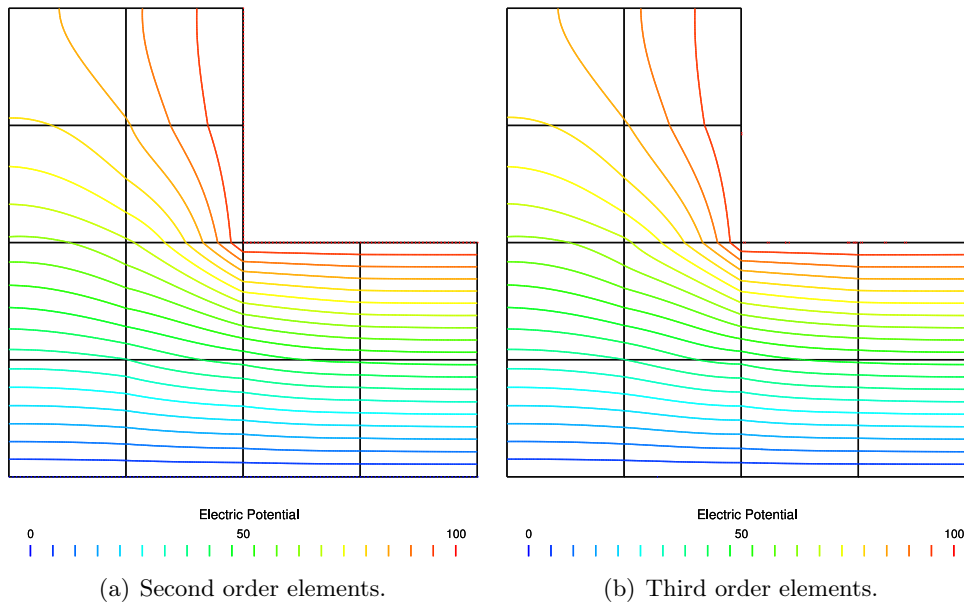 Electric Potential
0 50 100
(a) Second order elements.
Electric Potential
0 50 100
(b) Third order elements.